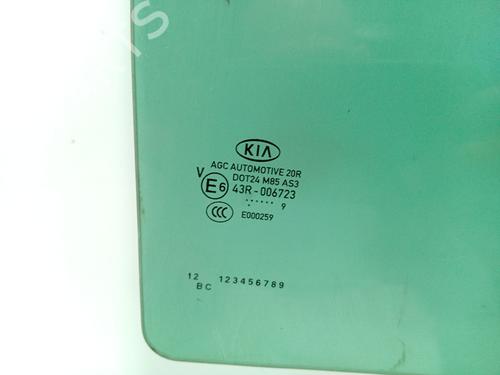 KIA
AGC AUTOMOTIVE 20R
DOT24 M85 AS3
V
E6 43R-006723
...... 9
CCC E000259
12 123456789
BC